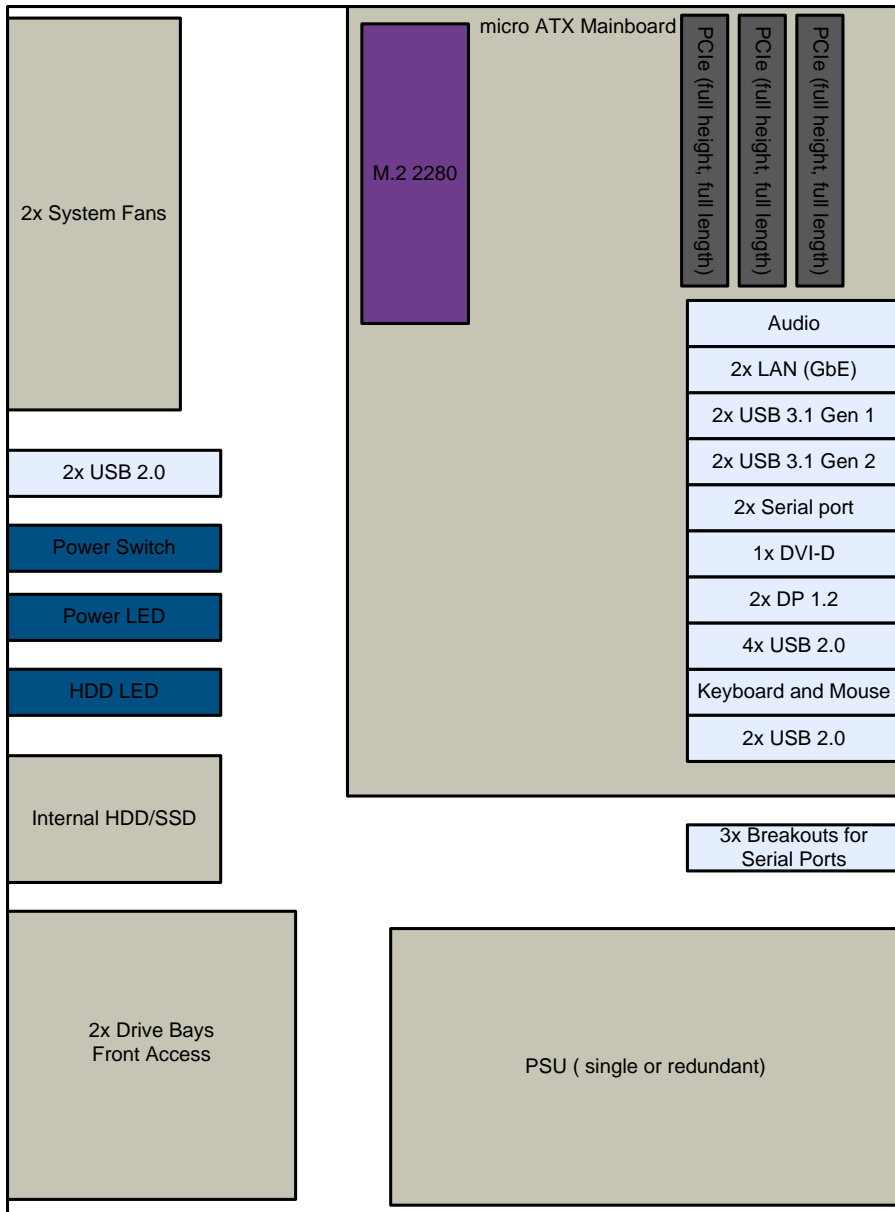 micro ATX Mainboard
PCIe (full height, full length)
PCIe (full height, full length)
PCIe (full height, full length)
M.2 2280
2x System Fans
Audio
2x LAN (GbE)
2x USB 3.1 Gen 1
2x USB 3.1 Gen 2
2x USB 2.0
2x Serial port
Power Switch
1x DVI-D
2x DP 1.2
Power LED
4x USB 2.0
HDD LED
Keyboard and Mouse
2x USB 2.0
Internal HDD/SSD
3x Breakouts for
Serial Ports
2x Drive Bays
Front Access
PSU ( single or redundant)